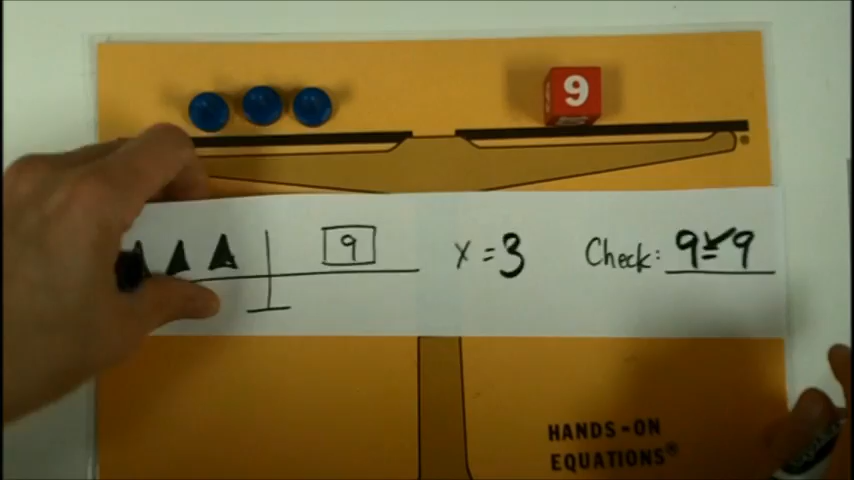 9
9 x = 3 Check: 9 = 9
HANDS-ON
EQUATIONS®